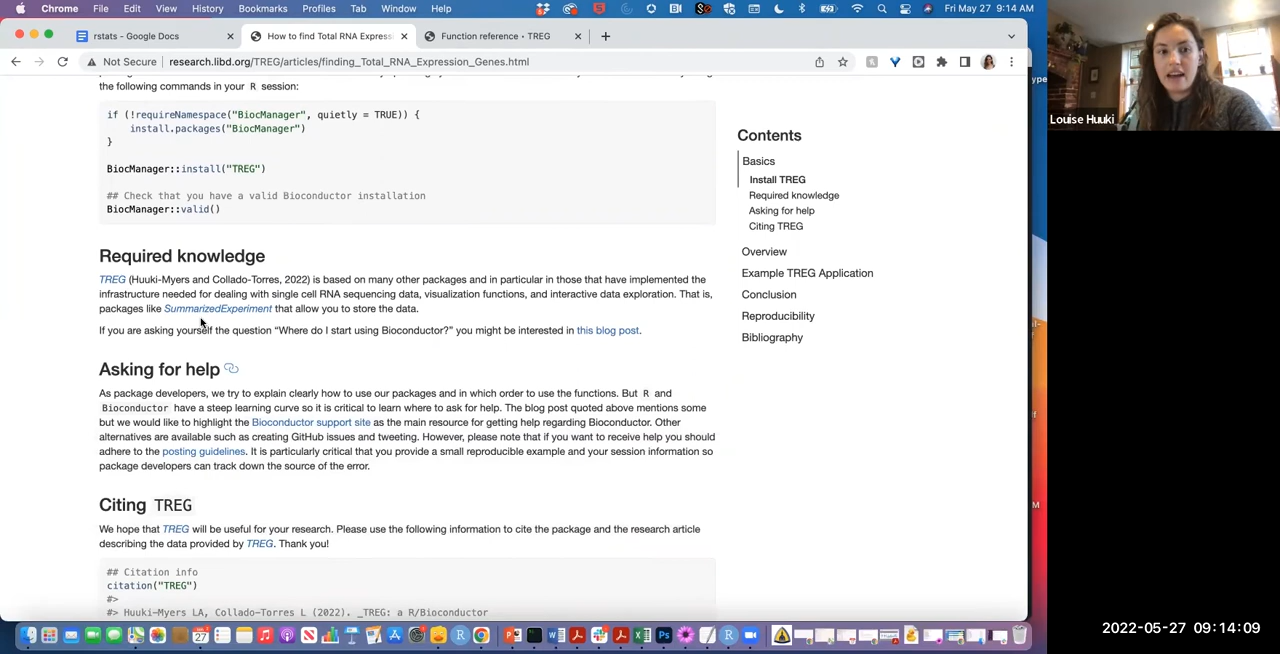 Chrome File Edit View History Bookmarks Profiles Tab Window Help Fri May 27 9:14 AM
rstats - Google Docs × How to find Total RNA Express × Function reference • TREG × +
Not Secure research.libd.org/TREG/articles/finding_Total_RNA_Expression_Genes.html
the following commands in your R session:
if (!requireNamespace("BiocManager", quietly = TRUE)) {
install.packages("BiocManager")
}
BiocManager::install("TREG")
## Check that you have a valid Bioconductor installation
BiocManager::valid()
Required knowledge
TREG (Huuki-Myers and Collado-Torres, 2022) is based on many other packages and in particular in those that have implemented the
infrastructure needed for dealing with single cell RNA sequencing data, visualization functions, and interactive data exploration. That is,
packages like SummarizedExperiment that allow you to store the data.
If you are asking yourself the question “Where do I start using Bioconductor?” you might be interested in this blog post.
Asking for help
As package developers, we try to explain clearly how to use our packages and in which order to use the functions. But R and
Bioconductor have a steep learning curve so it is critical to learn where to ask for help. The blog post quoted above mentions some
but we would like to highlight the Bioconductor support site as the main resource for getting help regarding Bioconductor. Other
alternatives are available such as creating GitHub issues and tweeting. However, please note that if you want to receive help you should
adhere to the posting guidelines. It is particularly critical that you provide a small reproducible example and your session information so
package developers can track down the source of the error.
Citing TREG
We hope that TREG will be useful for your research. Please use the following information to cite the package and the research article
describing the data provided by TREG. Thank you!
## Citation info
citation("TREG")
#>
#> Huuki-Myers LA, Collado-Torres L (2022). _TREG: a R/Bioconductor
Contents
Basics
Install TREG
Required knowledge
Asking for help
Citing TREG
Overview
Example TREG Application
Conclusion
Reproducibility
Bibliography
Louise Huuki
2022-05-27 09:14:09